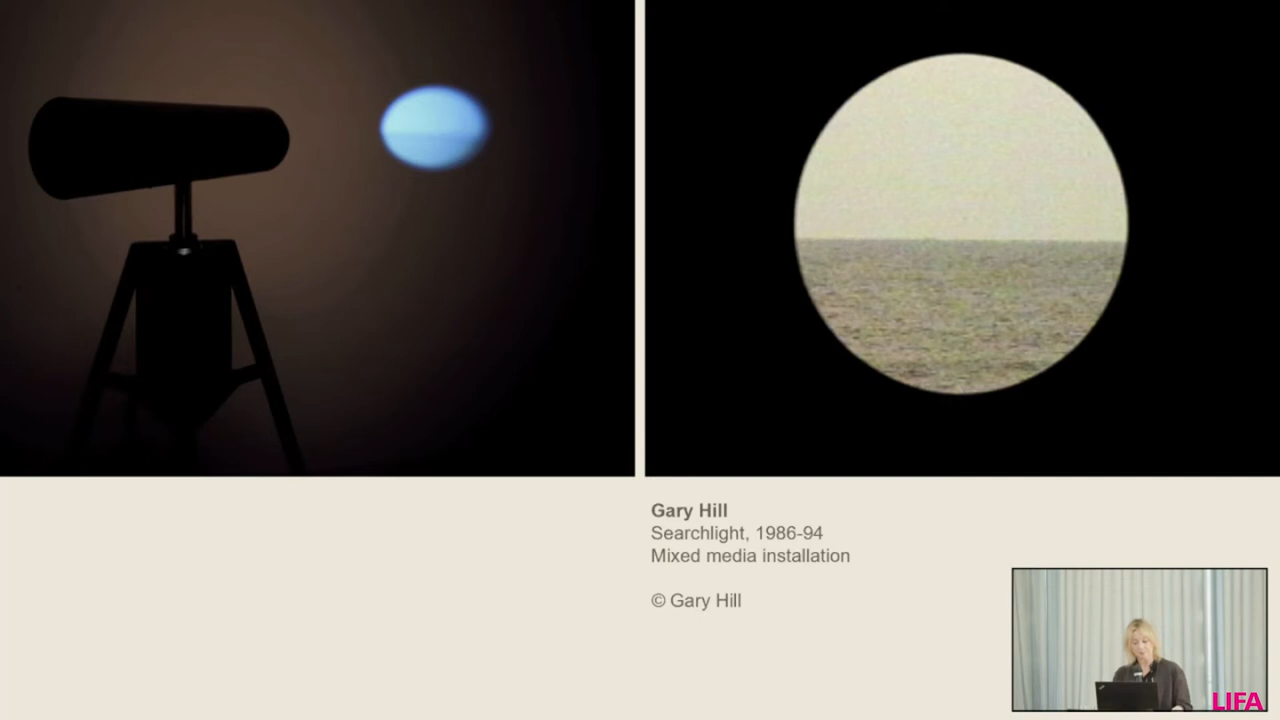 Gary Hill
Searchlight, 1986-94
Mixed media installation
© Gary Hill
LIFA